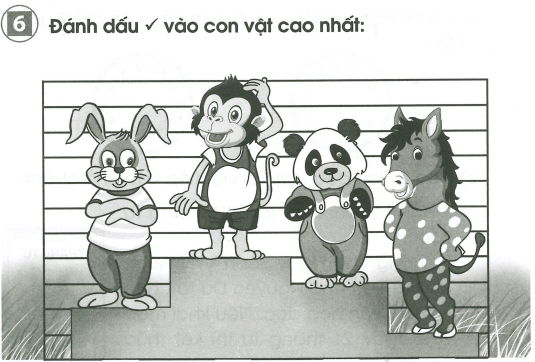 6 Đánh dấu ✓ vào con vật cao nhất: